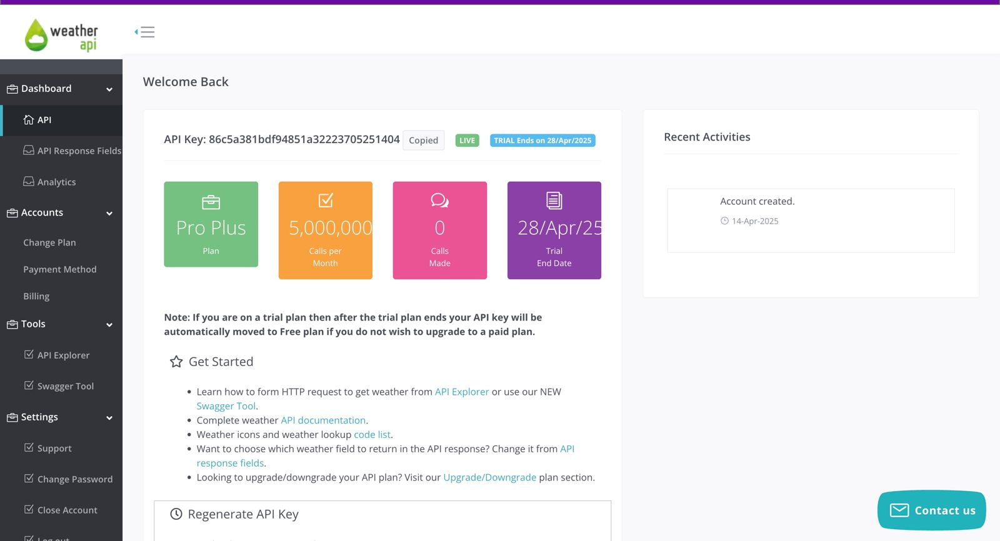 weather
api
Dashboard
API
API Response Fields
Analytics
Accounts
Change Plan
Payment Method
Billing
Tools
API Explorer
Swagger Tool
Settings
Support
Change Password
Close Account
Log out
Welcome Back
API Key: 86c5a381bdf94851a32223705251404 Copied LIVE TRIAL Ends on 28/Apr/2025
Pro Plus
Plan
5,000,000
Calls per
Month
0
Calls
Made
28/Apr/25
Trial
End Date
Note: If you are on a trial plan then after the trial plan ends your API key will be
automatically moved to Free plan if you do not wish to upgrade to a paid plan.
Get Started
Learn how to form HTTP request to get weather from API Explorer or use our NEW
Swagger Tool.
Complete weather API documentation.
Weather icons and weather lookup code list.
Want to choose which weather field to return in the API response? Change it from API
response fields.
Looking to upgrade/downgrade your API plan? Visit our Upgrade/Downgrade plan section.
Regenerate API Key
Recent Activities
Account created.
14-Apr-2025
Contact us